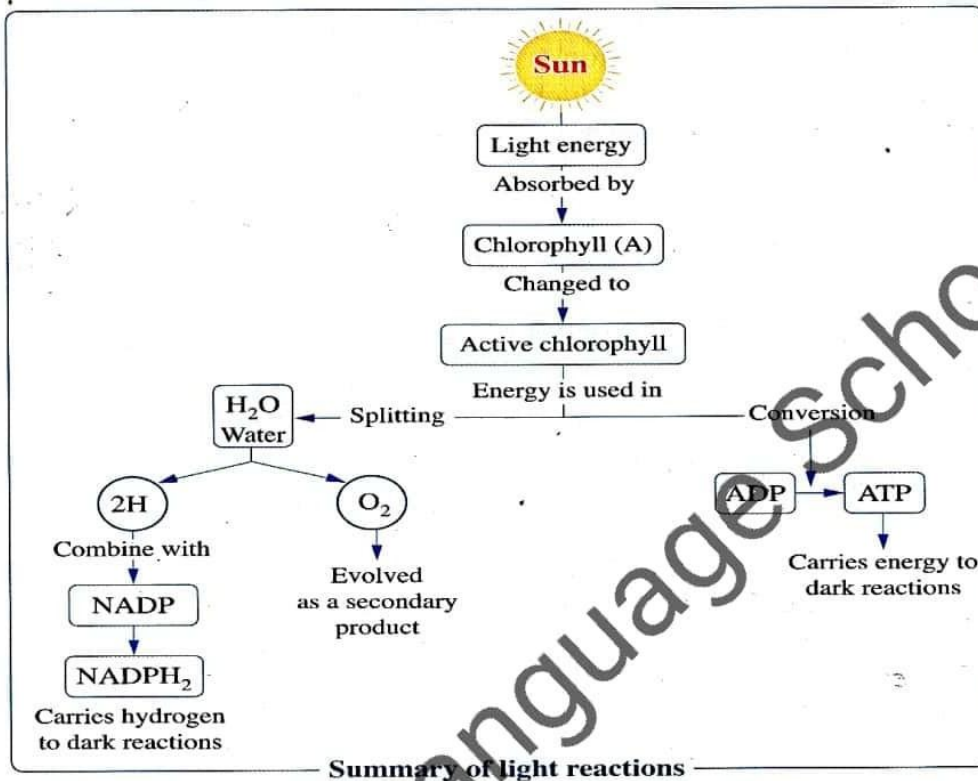 Sun
Light energy
Absorbed by
Chlorophyll (A)
Changed to
Active chlorophyll
Energy is used in
H₂O
Water
Splitting
Conversion
2H
O₂
ADP
ATP
Combine with
NADP
NADPH₂
Carries hydrogen
to dark reactions
Evolved
as a secondary
product
Carries energy to
dark reactions
Summary of light reactions
anguage Scho